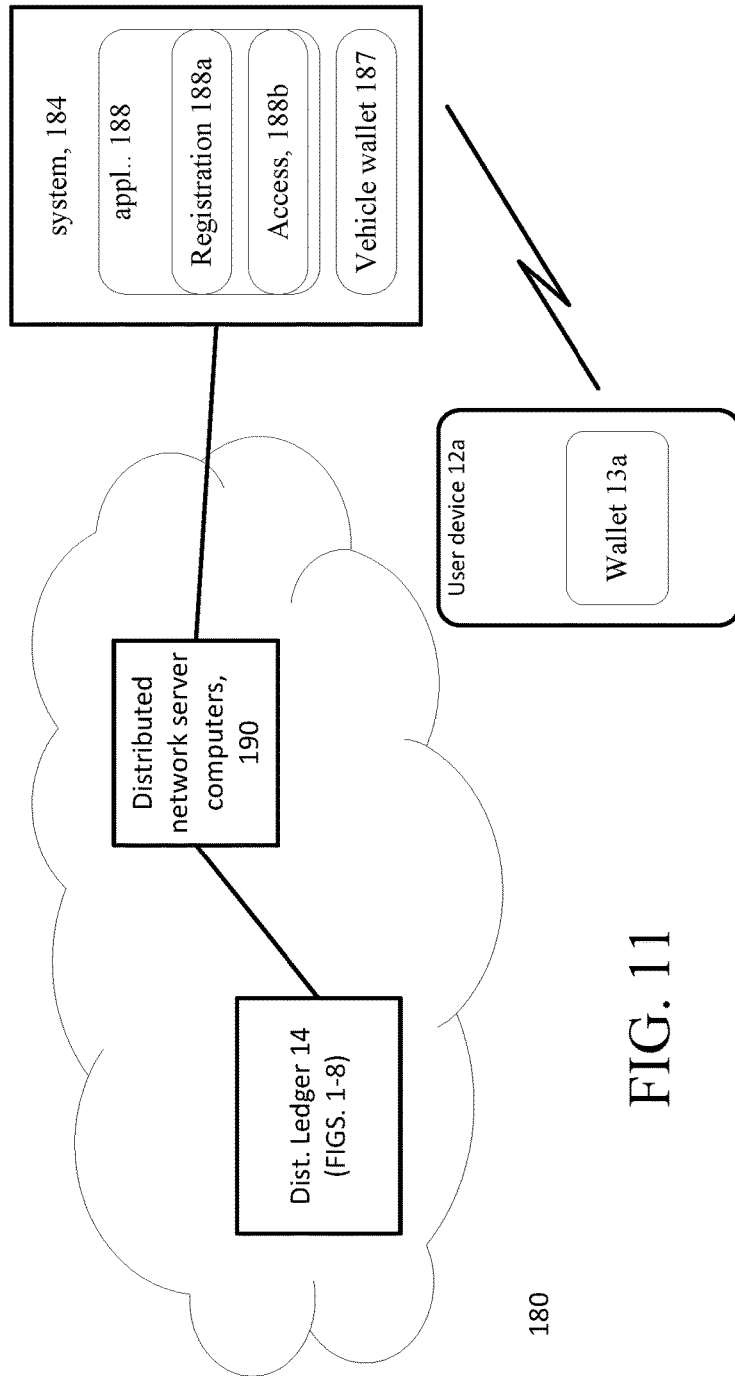 system, 184
appl.. 188
Registration 188a
Access, 188b
Vehicle wallet 187
Distributed
network server
computers,
190
Dist. Ledger 14
(FIGS. 1-8)
User device 12a
Wallet 13a
180
FIG. 11